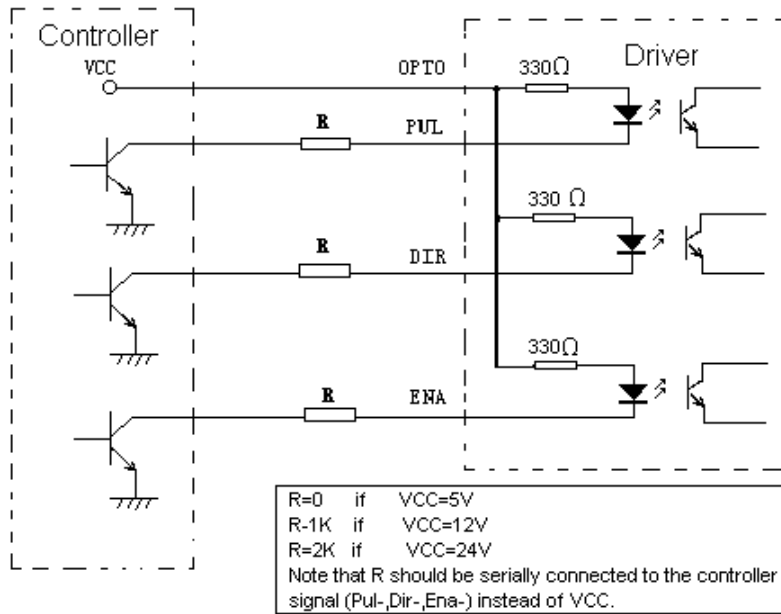 Controller
Driver
VCC
OPTO
330Ω
R
PUL
330 Ω
R
DIR
330Ω
R
ENA
R=0 if VCC=5V
R-1K if VCC=12V
R=2K if VCC=24V
Note that R should be serially connected to the controller
signal (Pul-,Dir-,Ena-) instead of VCC.